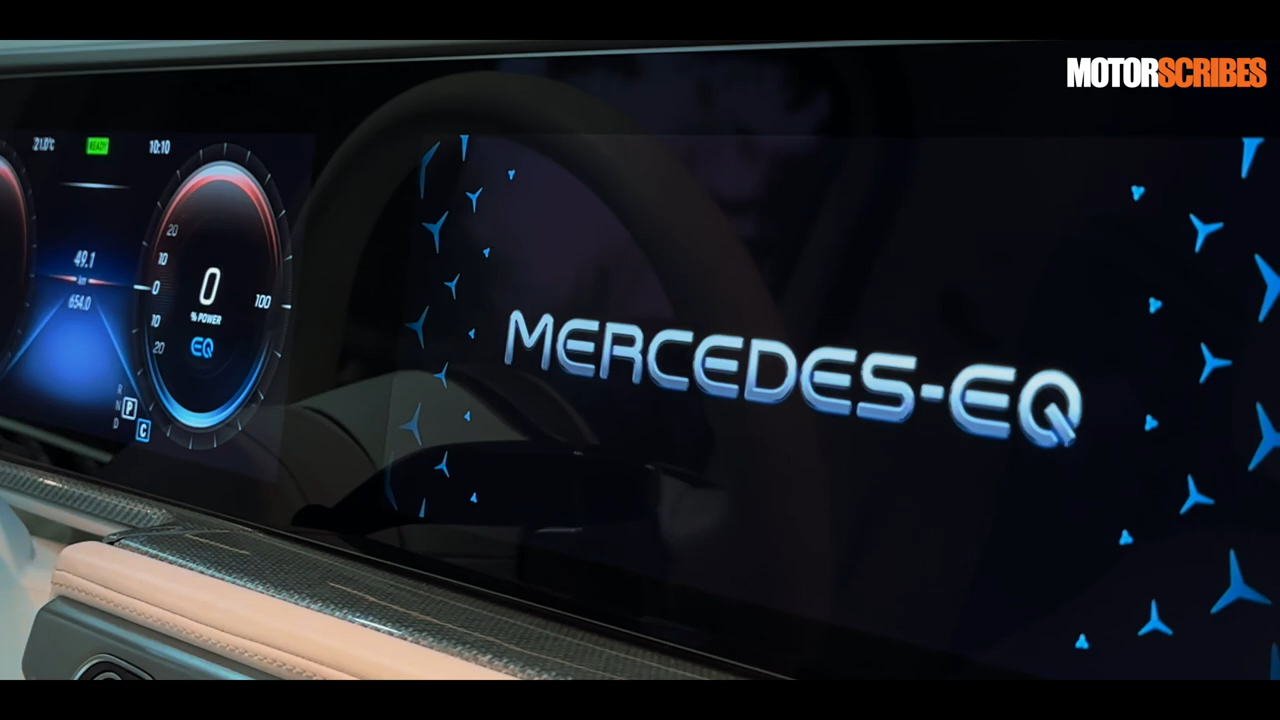 MOTORSCRIBES
21.0°C
READY
10:10
20
10
0
10
20
49.1
km
654.0
0
% POWER
EQ
100
R
N
D
P
C
MERCEDES-EQ